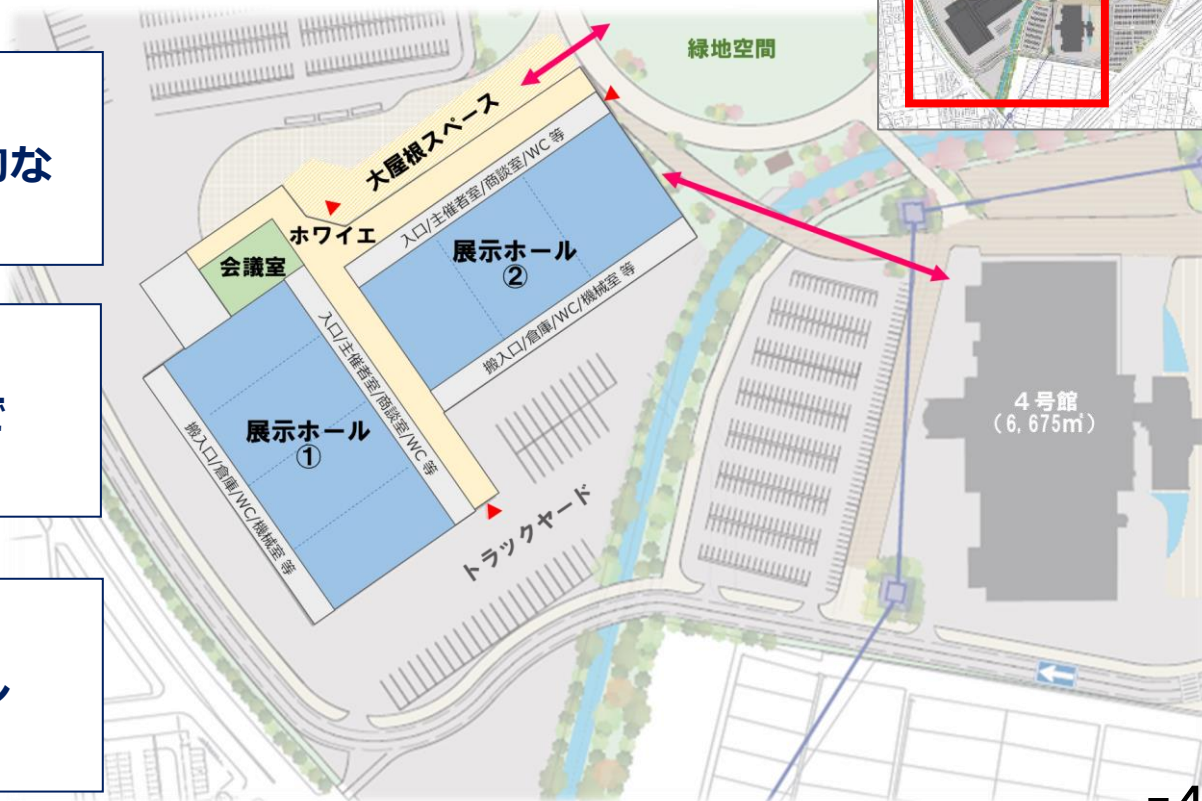 的な
で
ル
緑地空間
大屋根スペース
ホワイエ
会議室
入口/主催者室/商談室/WC 等
展示ホール
②
搬入口/倉庫/WC/機械室 等
入口/主催者室/商談室/WC 等
展示ホール
①
搬入口/倉庫/WC/機械室 等
トラックヤード
4号館
(6,675㎡)